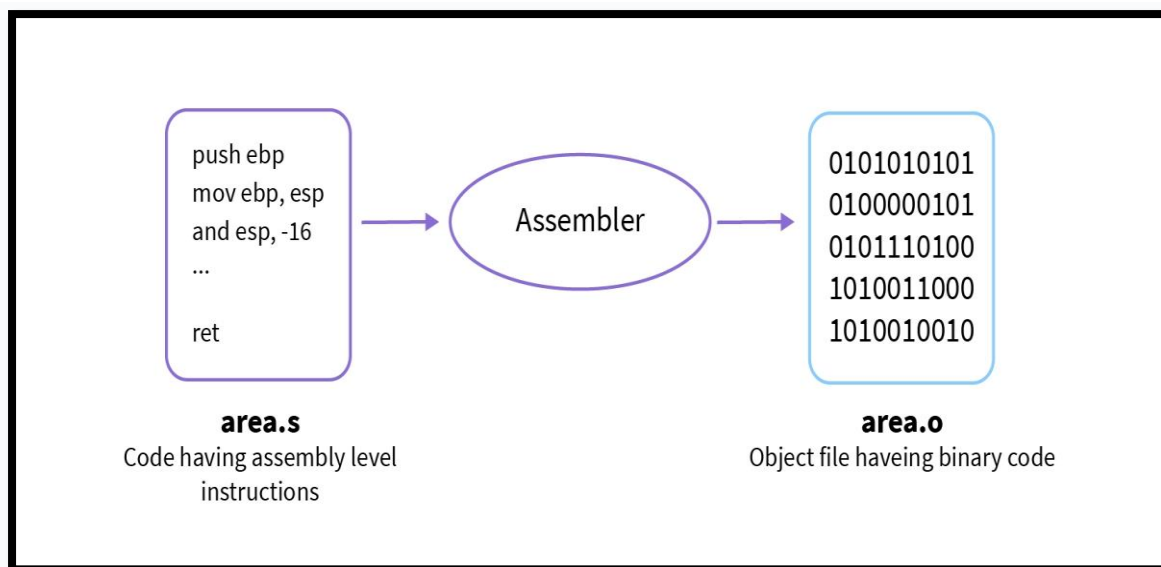 push ebp
mov ebp, esp
and esp, -16
...
ret
area.s
Code having assembly level
instructions
Assembler
0101010101
0100000101
0101110100
1010011000
1010010010
area.o
Object file haveing binary code